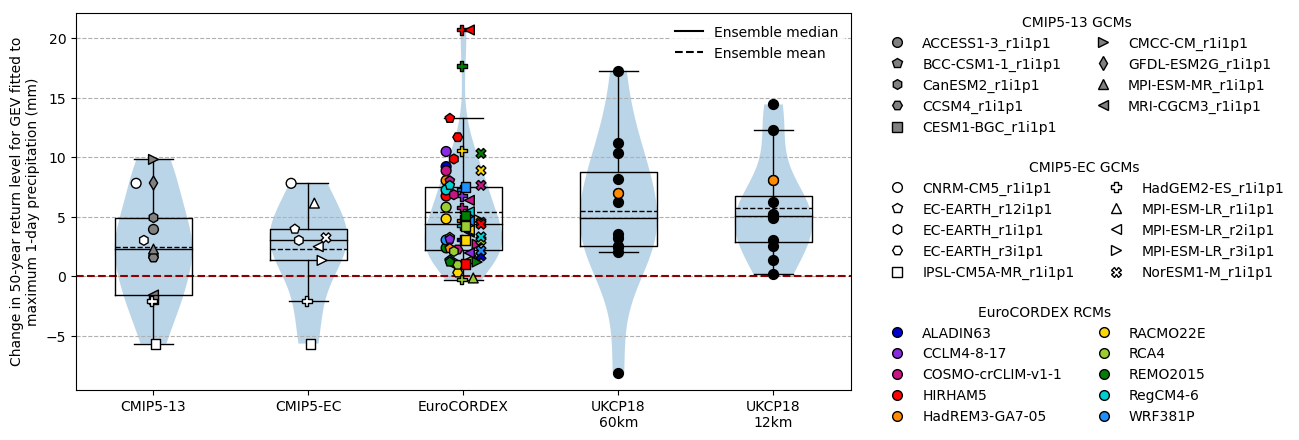 Change in 50-year return level for GEV fitted to
maximum 1-day precipitation (mm)
20
15
10
5
0
−5
Ensemble median
Ensemble mean
CMIP5-13
CMIP5-EC
EuroCORDEX
UKCP18
60km
UKCP18
12km
CMIP5-13 GCMs
ACCESS1-3_r1i1p1
BCC-CSM1-1_r1i1p1
CanESM2_r1i1p1
CCSM4_r1i1p1
CESM1-BGC_r1i1p1
CMCC-CM_r1i1p1
GFDL-ESM2G_r1i1p1
MPI-ESM-MR_r1i1p1
MRI-CGCM3_r1i1p1
CMIP5-EC GCMs
CNRM-CM5_r1i1p1
EC-EARTH_r12i1p1
EC-EARTH_r1i1p1
EC-EARTH_r3i1p1
IPSL-CM5A-MR_r1i1p1
HadGEM2-ES_r1i1p1
MPI-ESM-LR_r1i1p1
MPI-ESM-LR_r2i1p1
MPI-ESM-LR_r3i1p1
NorESM1-M_r1i1p1
EuroCORDEX RCMs
ALADIN63
CCLM4-8-17
COSMO-crCLIM-v1-1
HIRHAM5
HadREM3-GA7-05
RACMO22E
RCA4
REMO2015
RegCM4-6
WRF381P